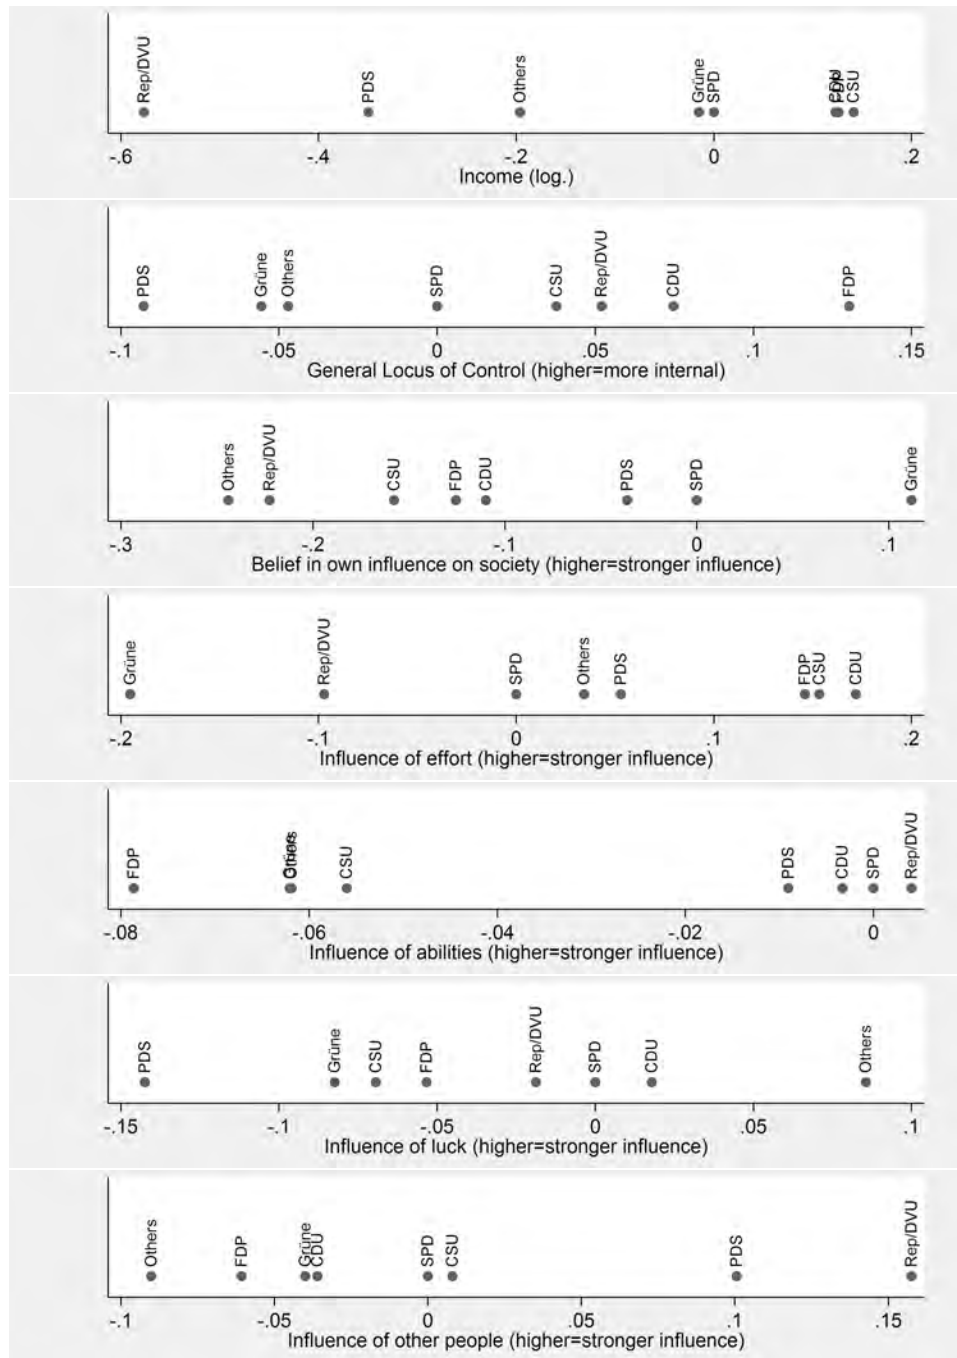 Rep/DVU PDS Others Grüne SPD CDU FDP CSU
-.6 -.4 -.2 0 .2
Income (log.)
PDS Grüne Others SPD CSU Rep/DVU CDU FDP
-.1 -.05 0 .05 .1 .15
General Locus of Control (higher=more internal)
Others Rep/DVU CSU FDP CDU PDS SPD Grüne
-.3 -.2 -.1 0 .1
Belief in own influence on society (higher=stronger influence)
Grüne Rep/DVU SPD Others PDS FDP CSU CDU
-.2 -.1 0 .1 .2
Influence of effort (higher=stronger influence)
FDP Grüne Others CSU PDS CDU SPD Rep/DVU
-.08 -.06 -.04 -.02 0
Influence of abilities (higher=stronger influence)
PDS Grüne CSU FDP Rep/DVU SPD CDU Others
-.15 -.1 -.05 0 .05 .1
Influence of luck (higher=stronger influence)
Others FDP Grüne CDU SPD CSU PDS Rep/DVU
-.1 -.05 0 .05 .1 .15
Influence of other people (higher=stronger influence)